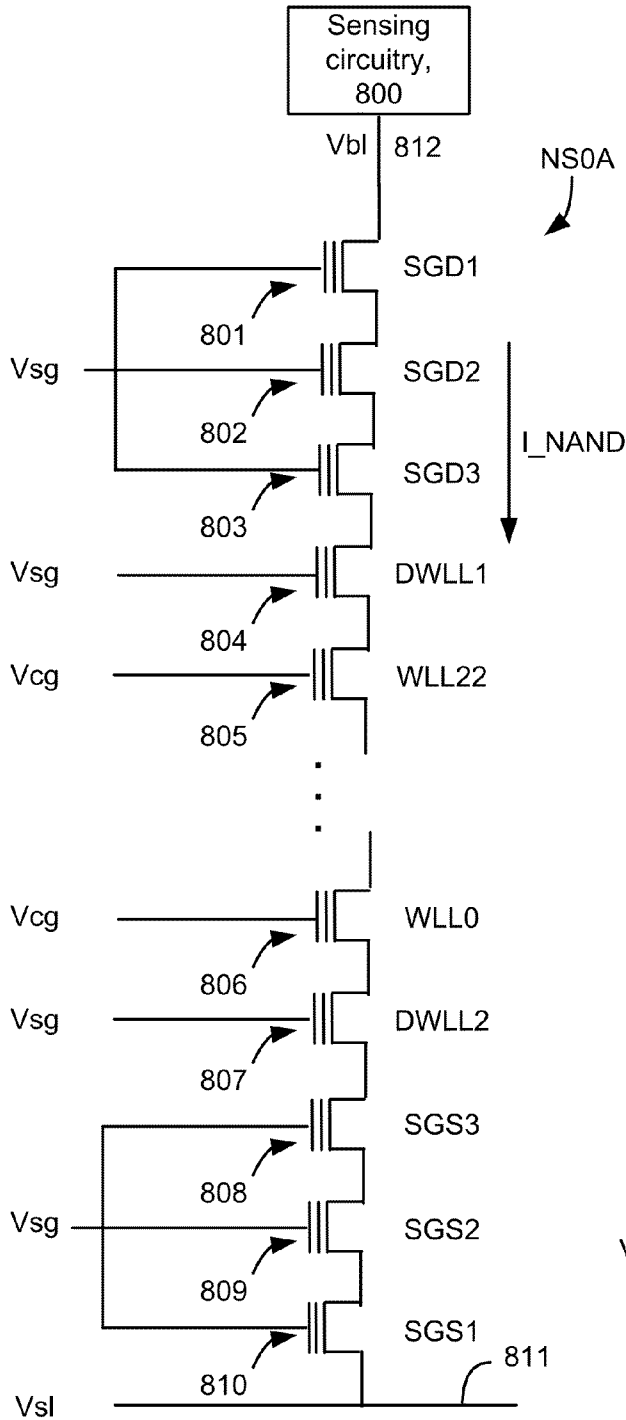 Sensing
circuitry,
800
Vbl 812
NS0A
SGD1
801
Vsg
SGD2
802
I_NAND
SGD3
803
Vsg
DWLL1
804
Vcg
WLL22
805
Vcg
WLL0
806
Vsg
DWLL2
807
SGS3
808
Vsg
SGS2
809
V
SGS1
810
811
Vsl